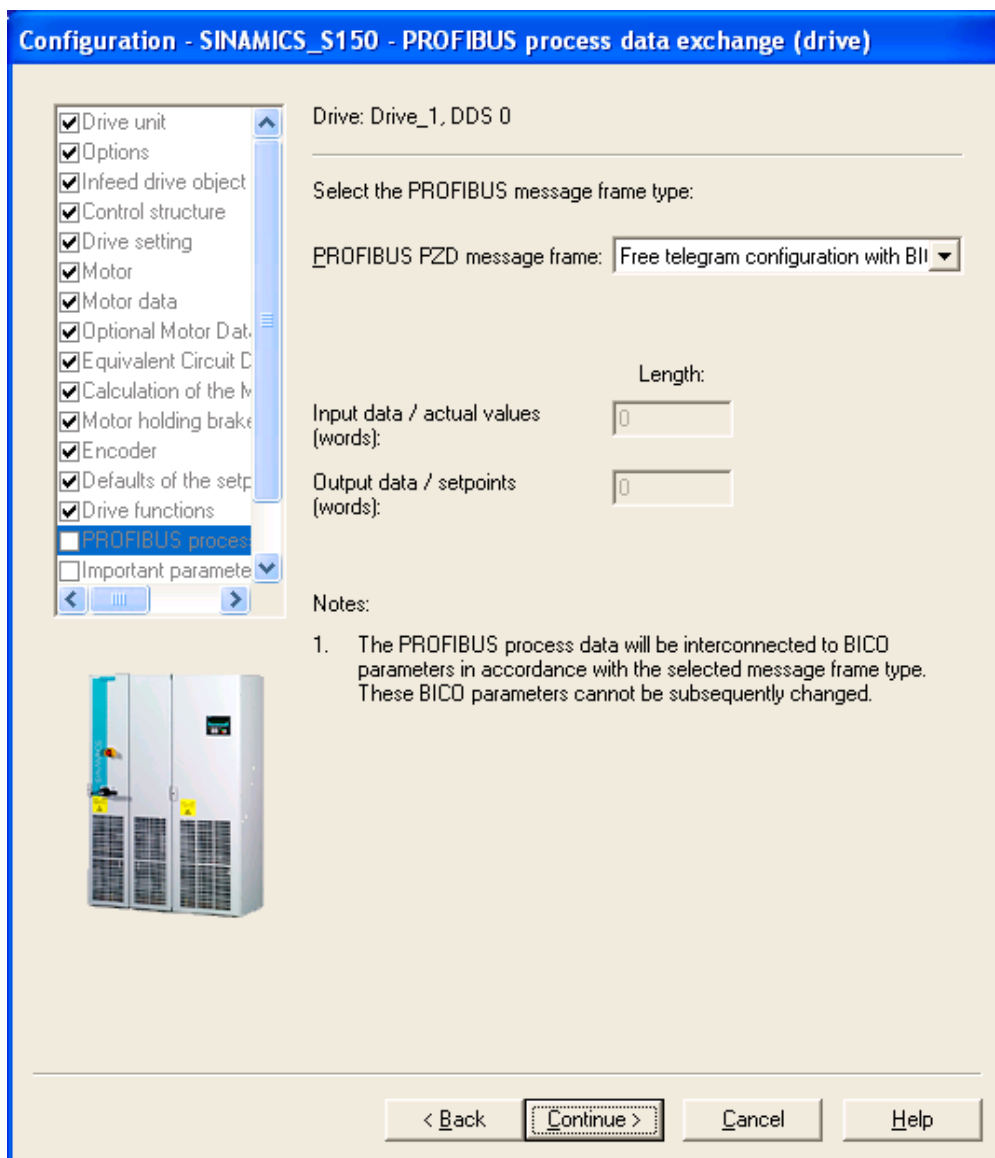 Configuration - SINAMICS_S150 - PROFIBUS process data exchange (drive)
Drive unit
Options
Infeed drive object
Control structure
Drive setting
Motor
Motor data
Optional Motor Dat
Equivalent Circuit D
Calculation of the M
Motor holding brake
Encoder
Defaults of the setp
Drive functions
PROFIBUS process
Important paramete
Drive: Drive_1, DDS 0
Select the PROFIBUS message frame type:
PROFIBUS PZD message frame: Free telegram configuration with BI
Length:
Input data / actual values
(words):
0
Output data / setpoints
(words):
0
Notes:
1. The PROFIBUS process data will be interconnected to BICO
parameters in accordance with the selected message frame type.
These BICO parameters cannot be subsequently changed.
< Back
Continue >
Cancel
Help